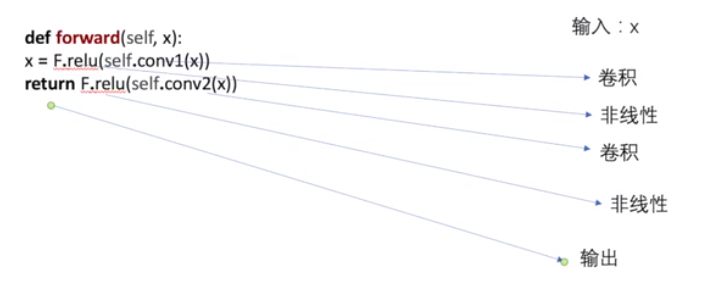 def forward(self, x):
x = F.relu(self.conv1(x))
return F.relu(self.conv2(x))
输入：x
卷积
非线性
卷积
非线性
输出